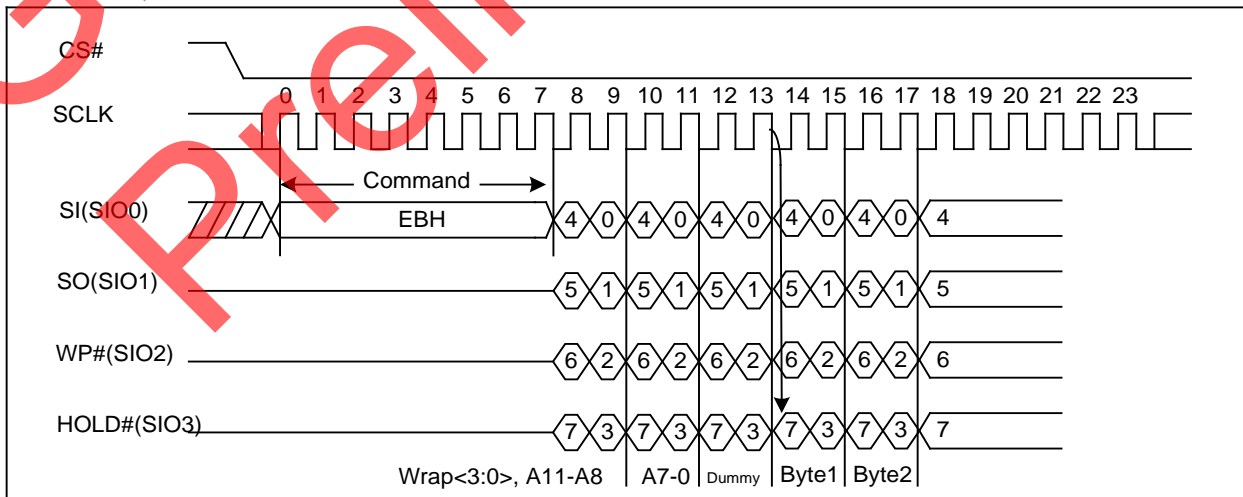 CS#
0 1 2 3 4 5 6 7 8 9 10 11 12 13 14 15 16 17 18 19 20 21 22 23
SCLK
Command
SI(SIO0) EBH 4 0 4 0 4 0 4 0 4 0 4
SO(SIO1) 5 1 5 1 5 1 5 1 5 1 5
WP#(SIO2) 6 2 6 2 6 2 6 2 6 2 6
HOLD#(SIO3) 7 3 7 3 7 3 7 3 7 3 7
Wrap<3:0>, A11-A8 A7-0 Dummy Byte1 Byte2